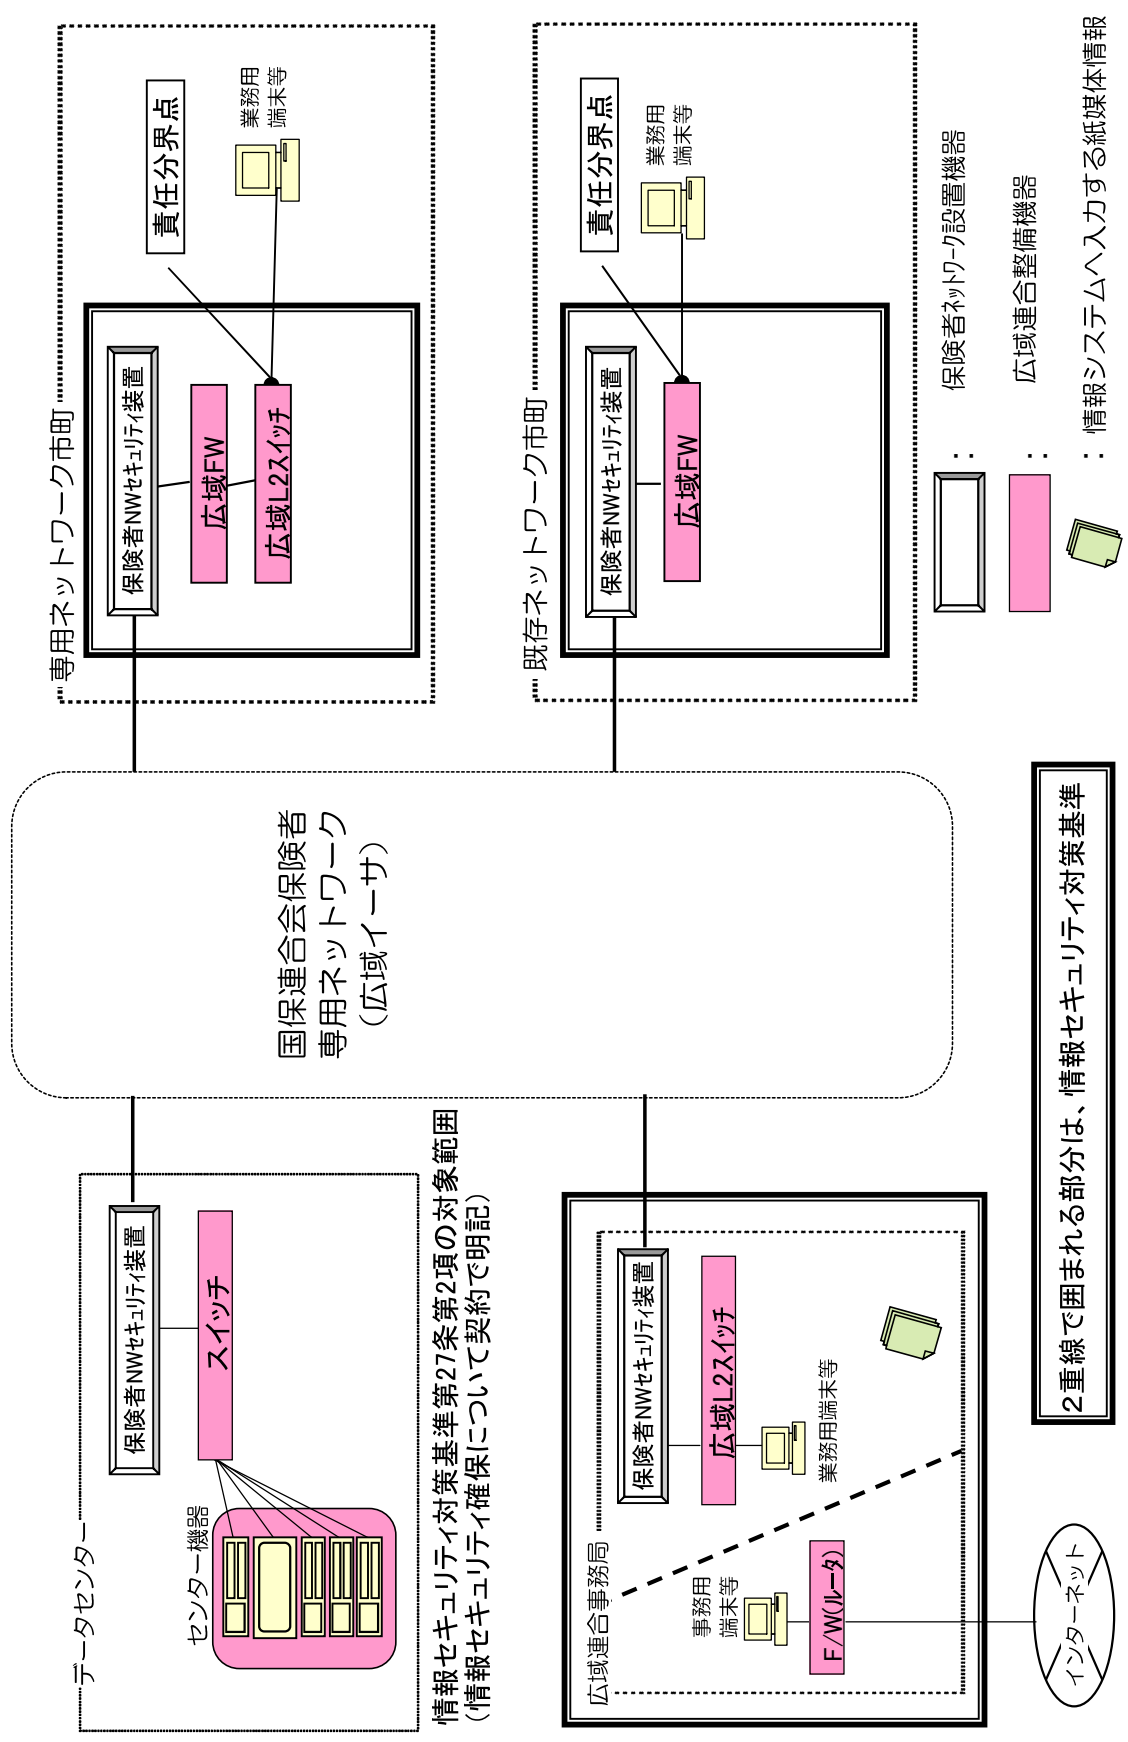 データセンター
センター機器
保険者NWセキュリティ装置
スイッチ
情報セキュリティ対策基準第27条第2項の対象範囲
(情報セキュリティ確保について契約で明記)
広域連合事務局
保険者NWセキュリティ装置
広域L2スイッチ
業務用端末等
事務用
端末等
F/W(ルータ)
インターネット
国保連合会保険者
専用ネットワーク
(広域イーサ)
専用ネットワーク市町
保険者NWセキュリティ装置
広域FW
広域L2スイッチ
責任分界点
業務用
端末等
既存ネットワーク市町
保険者NWセキュリティ装置
広域FW
責任分界点
業務用
端末等
:保険者ネットワーク設置機器
:広域連合整備機器
:情報システムへ入力する紙媒体情報
2重線で囲まれる部分は、情報セキュリティ対策基準